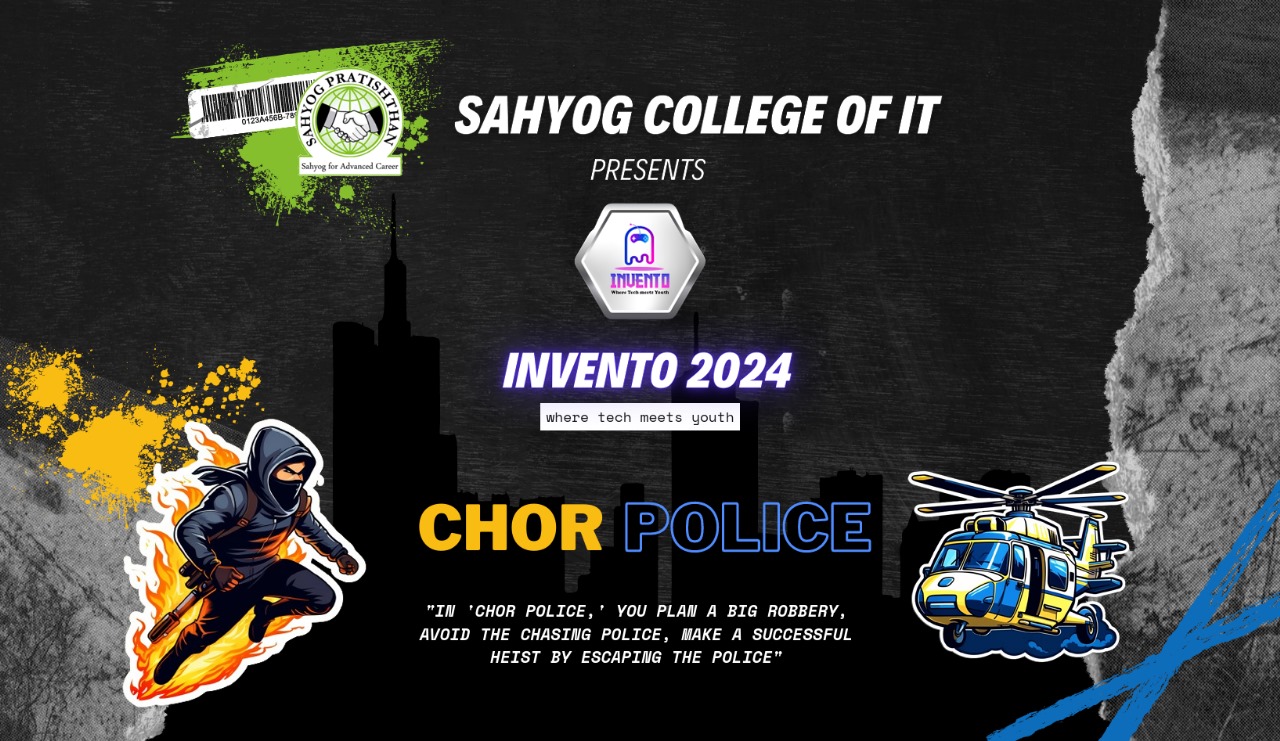 0123A456B-78
SAHYOG PRATISHTHAN
Sahyog for Advanced Career
SAHYOG COLLEGE OF IT
PRESENTS
INVENTO
Where Tech meets Youth
INVENTO 2024
where tech meets youth
CHOR POLICE
"IN 'CHOR POLICE,' YOU PLAN A BIG ROBBERY,
AVOID THE CHASING POLICE, MAKE A SUCCESSFUL
HEIST BY ESCAPING THE POLICE"